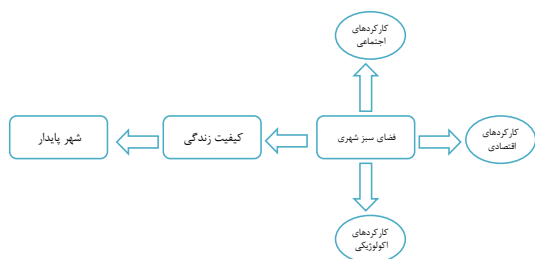 کارکردهای
اجتماعی
کارکردهای
اقتصادی
فضای سبز شهری
کیفیت زندگی
شهر پایدار
کارکردهای
اکولوژیکی